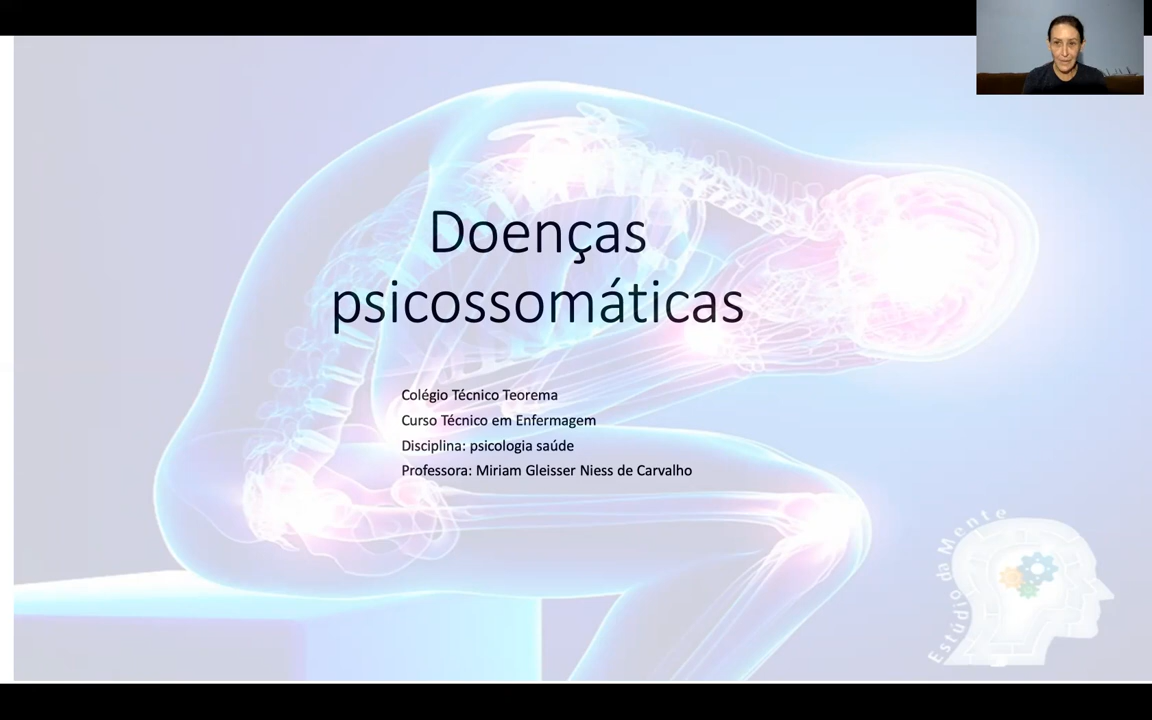 Doenças
psicossomáticas
Colégio Técnico Teorema
Curso Técnico em Enfermagem
Disciplina: psicologia saúde
Professora: Miriam Gleisser Niess de Carvalho
Estúdio da Mente